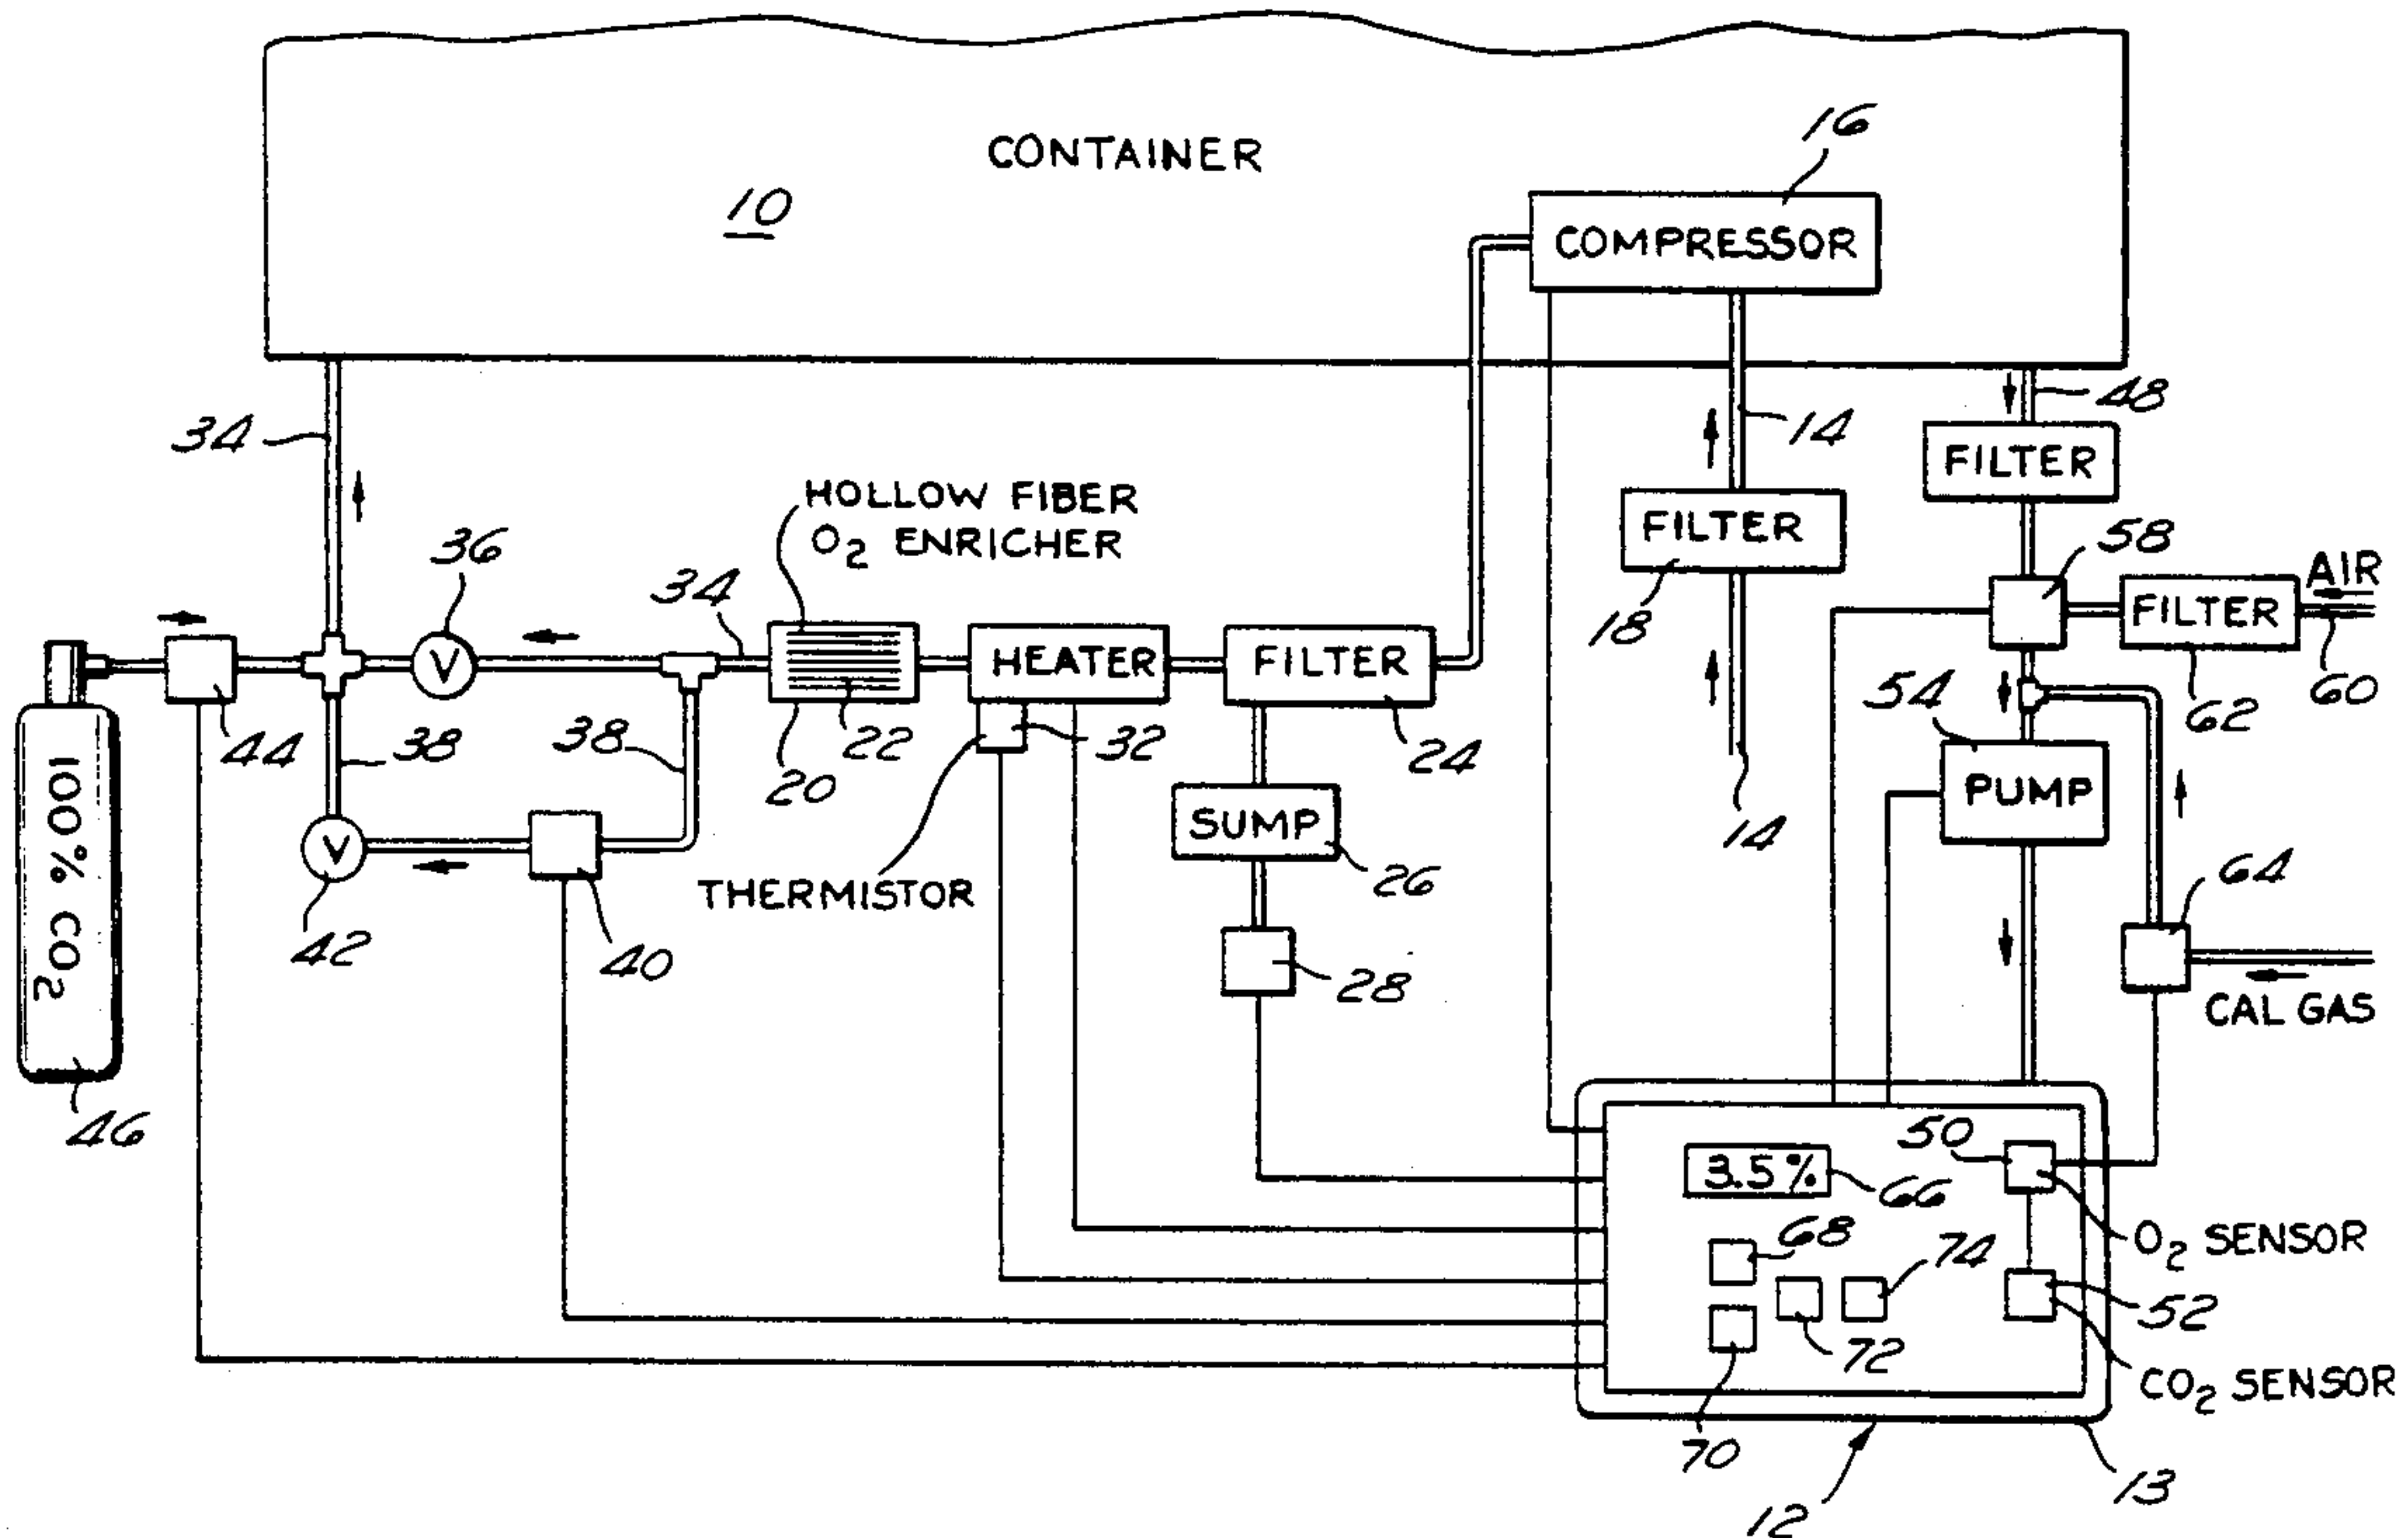 CONTAINER
10
16
COMPRESSOR
48
34
14
FILTER
HOLLOW FIBER
O₂ ENRICHER
FILTER
58
AIR
36
34
18
FILTER
HEATER
FILTER
V
60
62
54
44
38
38
22
32
24
20
100% CO₂
PUMP
SUMP
14
V
THERMISTOR
26
64
42
40
28
CAL GAS
46
50
3.5%
66
68
74
O₂ SENSOR
52
72
CO₂ SENSOR
70
13
12